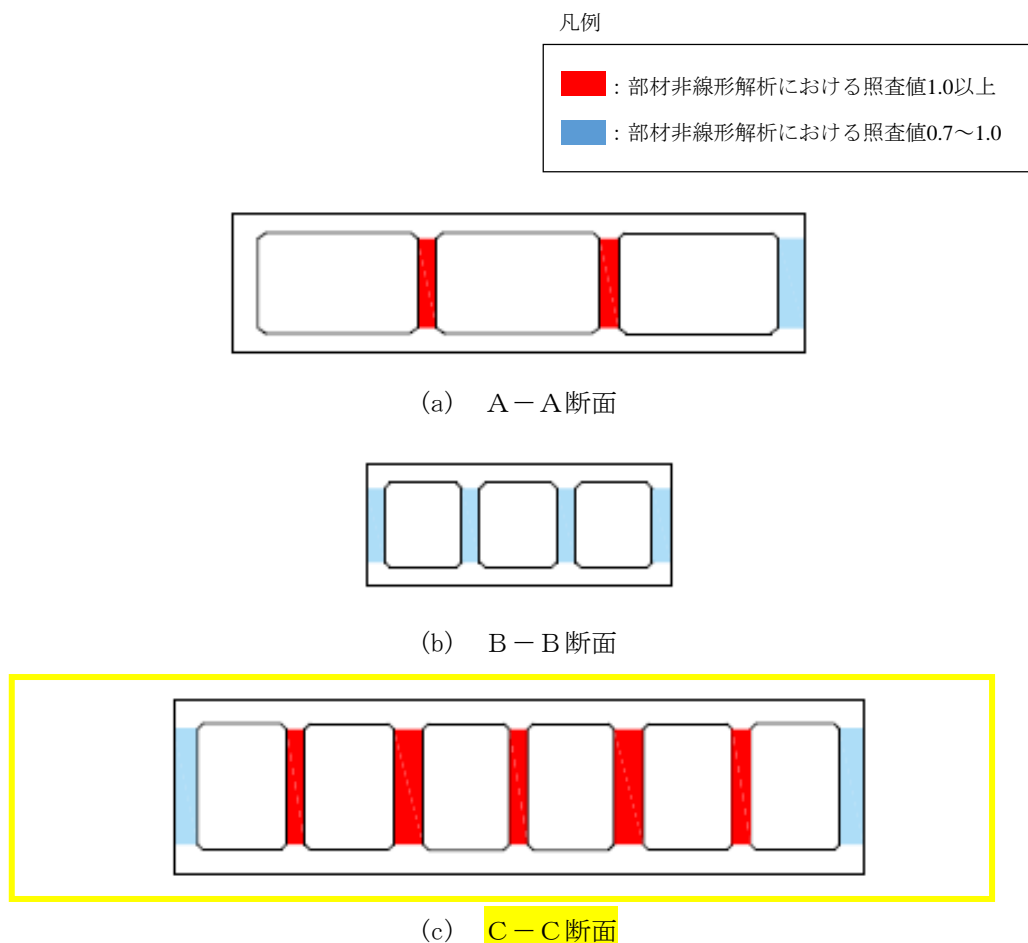 凡例
：部材非線形解析における照査値1.0以上
：部材非線形解析における照査値0.7～1.0
(a)　A－A断面
(b)　B－B断面
(c)　C－C断面